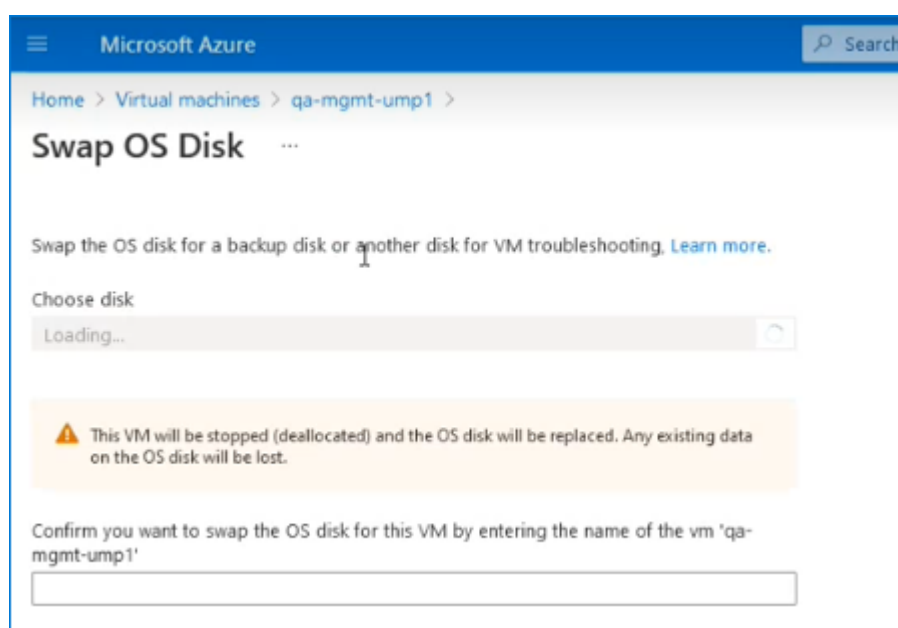 Microsoft Azure
Search
Home > Virtual machines > qa-mgmt-ump1 >
Swap OS Disk ...
Swap the OS disk for a backup disk or another disk for VM troubleshooting, Learn more.
Choose disk
Loading...
This VM will be stopped (deallocated) and the OS disk will be replaced. Any existing data
on the OS disk will be lost.
Confirm you want to swap the OS disk for this VM by entering the name of the vm 'qa-
mgmt-ump1'